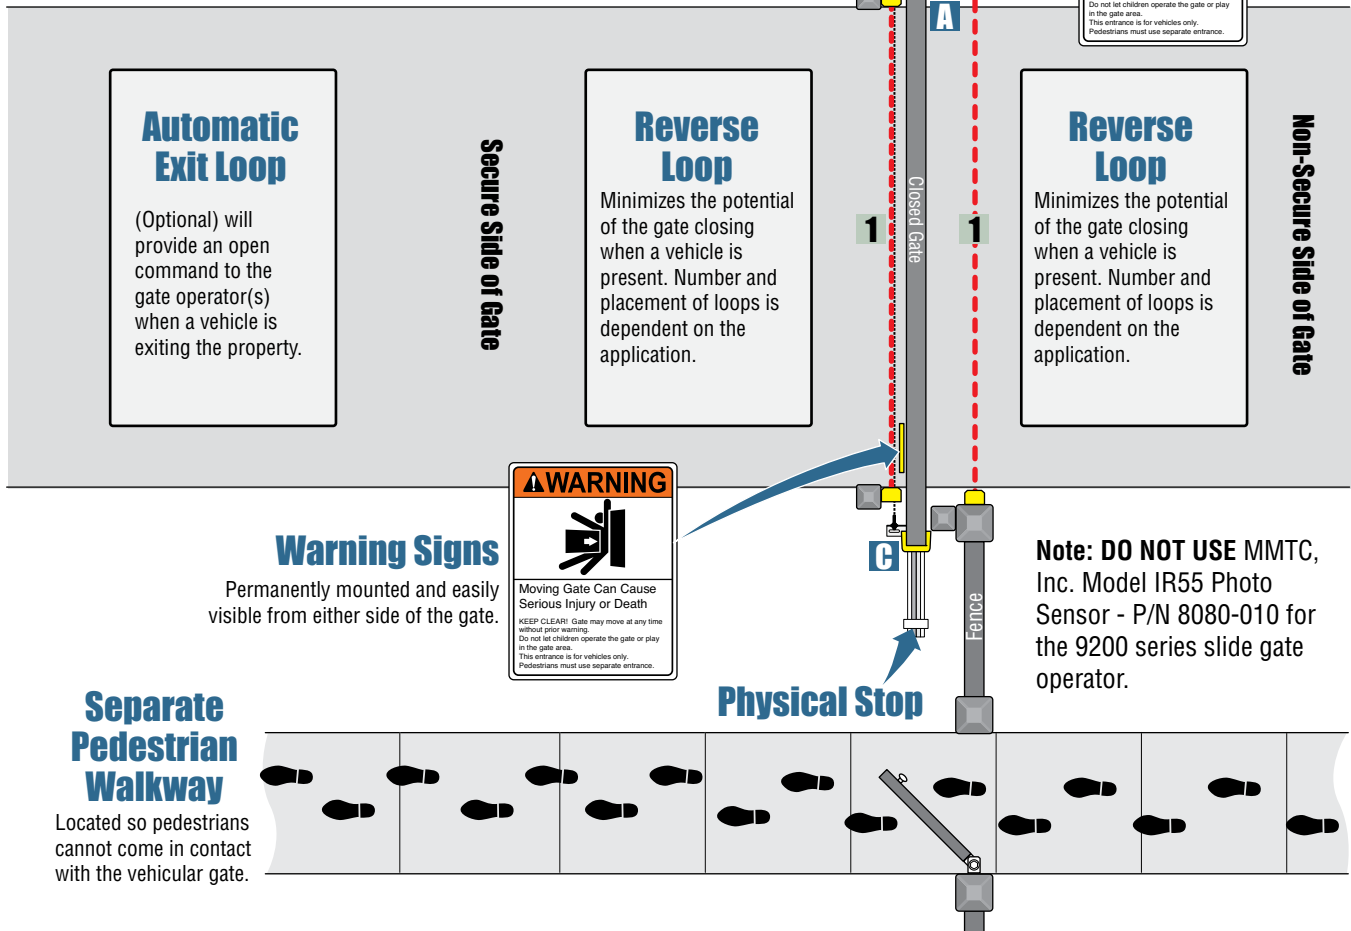 A
Do not let children operate the gate or play
in the gate area.
This entrance is for vehicles only.
Pedestrians must use separate entrance.
Automatic
Exit Loop
(Optional) will
provide an open
command to the
gate operator(s)
when a vehicle is
exiting the property.
Secure Side of Gate
Reverse
Loop
Minimizes the potential
of the gate closing
when a vehicle is
present. Number and
placement of loops is
dependent on the
application.
1
Closed Gate
1
Reverse
Loop
Minimizes the potential
of the gate closing
when a vehicle is
present. Number and
placement of loops is
dependent on the
application.
Non-Secure Side of Gate
Warning Signs
Permanently mounted and easily
visible from either side of the gate.
WARNING
Moving Gate Can Cause
Serious Injury or Death
KEEP CLEAR! Gate may move at any time
without prior warning.
Do not let children operate the gate or play
in the gate area.
This entrance is for vehicles only.
Pedestrians must use separate entrance.
C
Physical Stop
Fence
Note: DO NOT USE MMTC,
Inc. Model IR55 Photo
Sensor - P/N 8080-010 for
the 9200 series slide gate
operator.
Separate
Pedestrian
Walkway
Located so pedestrians
cannot come in contact
with the vehicular gate.